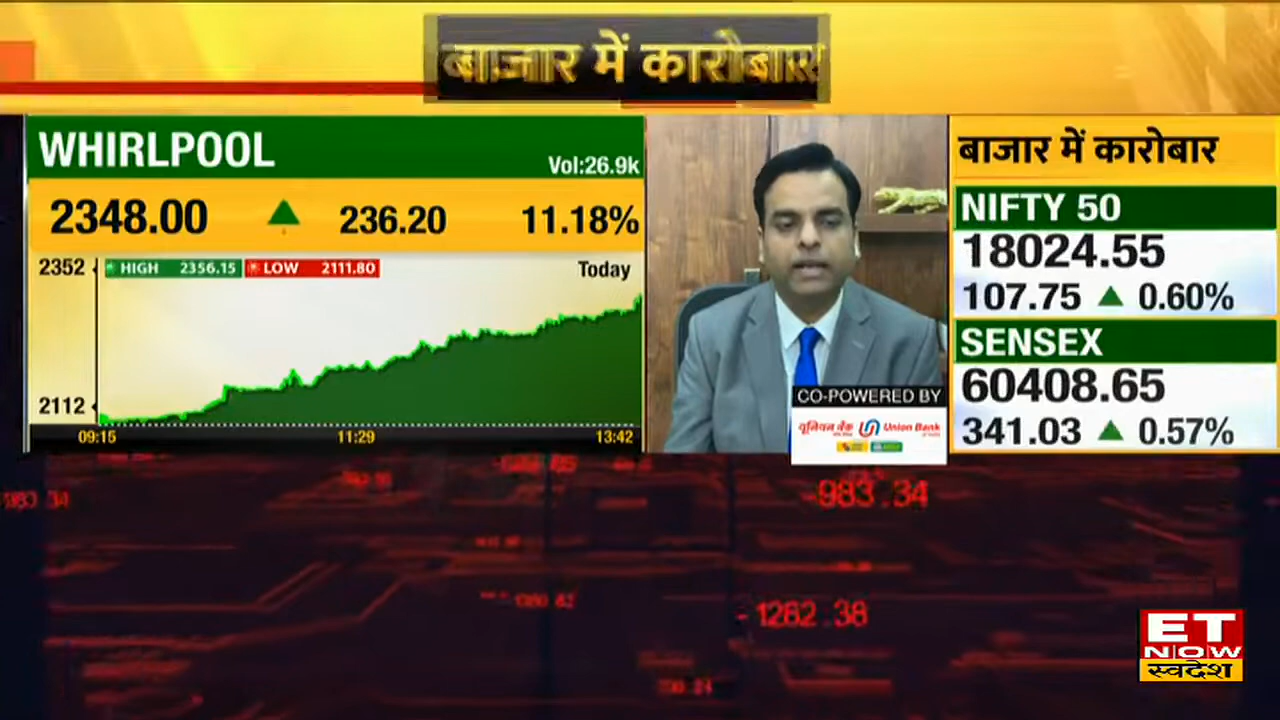 बाज़ार में कारोबार
WHIRLPOOL
Vol:26.9k
2348.00 ▲ 236.20 11.18%
2352
HIGH 2356.15 LOW 2111.80
Today
2112
09:15 11:29 13:42
CO-POWERED BY
यूनियन बैंक Union Bank
बाजार में कारोबार
NIFTY 50
18024.55
107.75 ▲ 0.60%
SENSEX
60408.65
341.03 ▲ 0.57%
-983.34
-1282.38
ET
NOW
स्वदेश